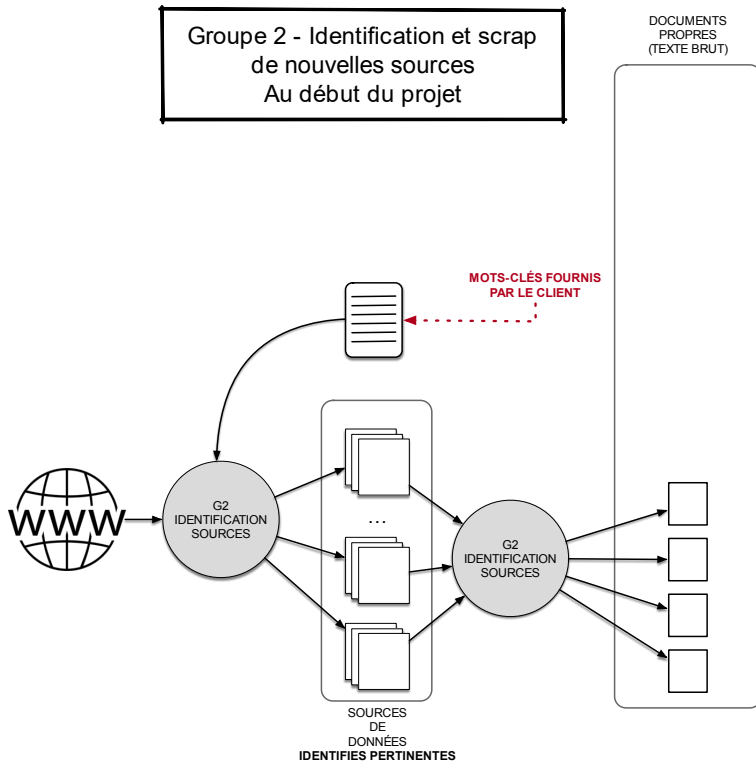 Groupe 2 - Identification et scrap
de nouvelles sources
Au début du projet
DOCUMENTS
PROPRES
(TEXTE BRUT)
MOTS-CLÉS FOURNIS
PAR LE CLIENT
WWW
G2
IDENTIFICATION
SOURCES
...
G2
IDENTIFICATION
SOURCES
SOURCES
DE
DONNÉES
IDENTIFIES PERTINENTES